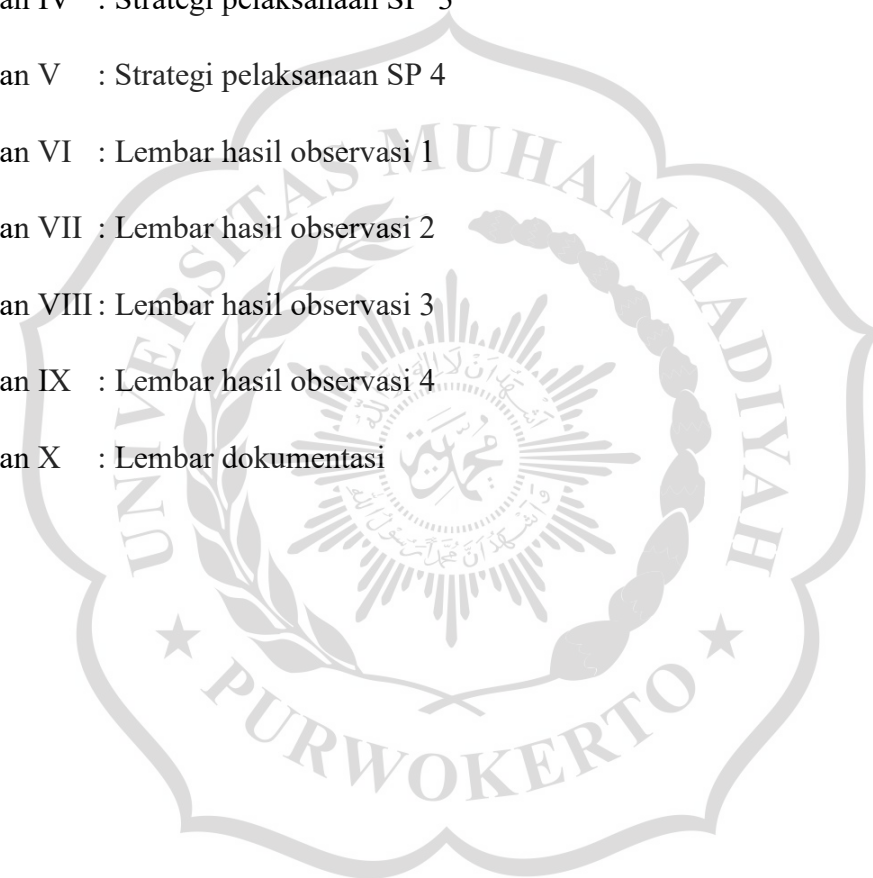 an IV : Strategi pelaksanaan SP 3
an V : Strategi pelaksanaan SP 4
an VI : Lembar hasil observasi 1
an VII : Lembar hasil observasi 2
an VIII : Lembar hasil observasi 3
an IX : Lembar hasil observasi 4
an X : Lembar dokumentasi
UNIVERSITAS MUHAMMADIYAH
PURWOKERTO